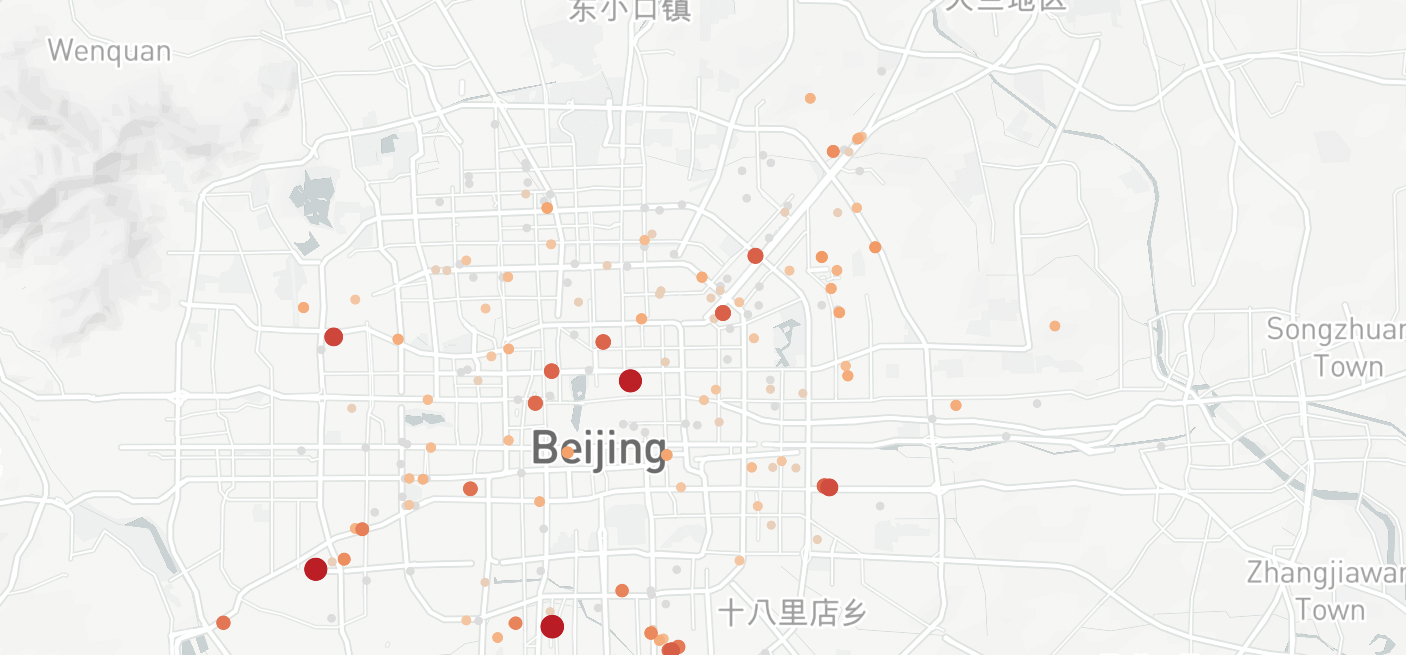 东小口镇
Wenquan
Songzhuan
Town
Beijing
Zhangjiawan
Town
十八里店乡